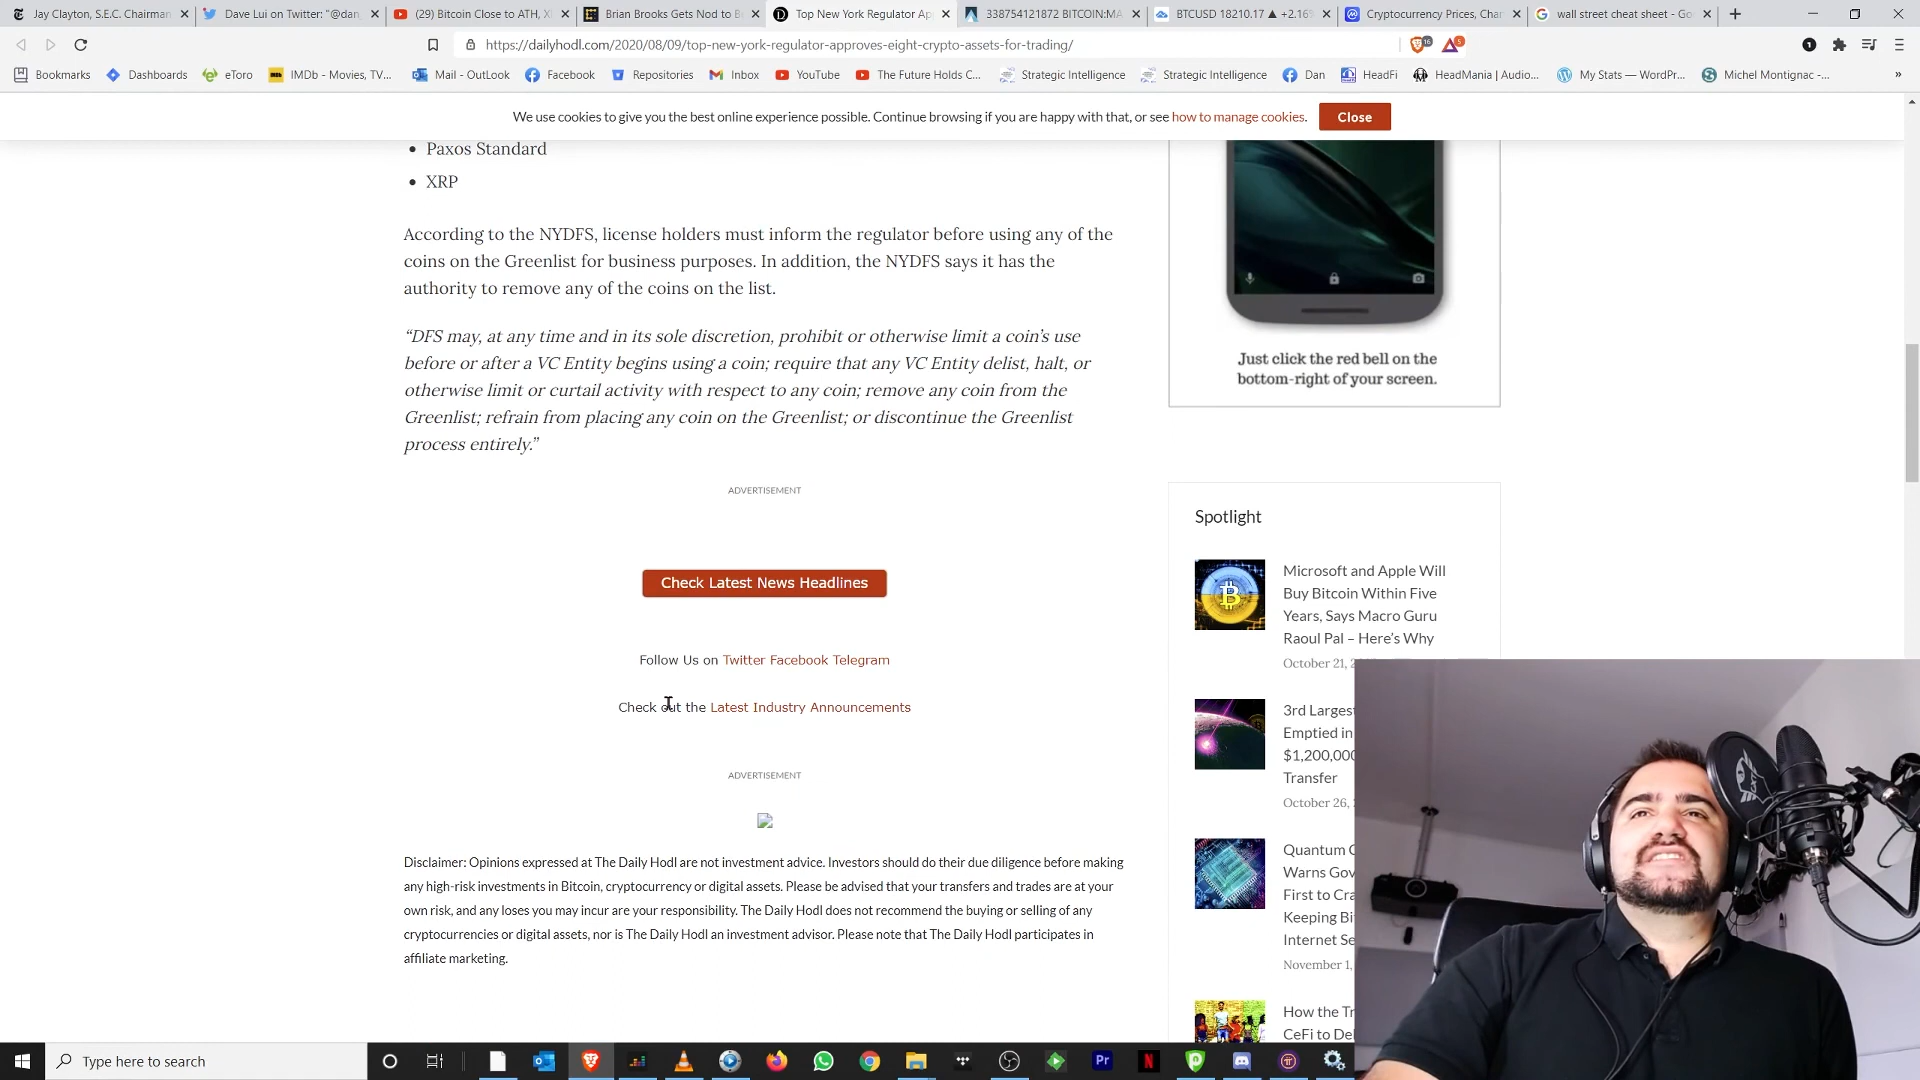 Jay Clayton, S.E.C. Chairman
Dave Lui on Twitter: "@dan
(29) Bitcoin Close to ATH, X
Brian Brooks Gets Nod to B
Top New York Regulator Ap
338754121872 BITCOIN:MA
BTCUSD 18210.17 ▲ +2.16%
Cryptocurrency Prices, Char
wall street cheat sheet - Go
https://dailyhodl.com/2020/08/09/top-new-york-regulator-approves-eight-crypto-assets-for-trading/
Bookmarks
Dashboards
eToro
IMDb - Movies, TV...
Mail - OutLook
Facebook
Repositories
Inbox
YouTube
The Future Holds C...
Strategic Intelligence
Strategic Intelligence
Dan
HeadFi
HeadMania | Audio...
My Stats — WordPr...
Michel Montignac -...
We use cookies to give you the best online experience possible. Continue browsing if you are happy with that, or see how to manage cookies.
Close
• Paxos Standard
• XRP
According to the NYDFS, license holders must inform the regulator before using any of the
coins on the Greenlist for business purposes. In addition, the NYDFS says it has the
authority to remove any of the coins on the list.
“DFS may, at any time and in its sole discretion, prohibit or otherwise limit a coin’s use
before or after a VC Entity begins using a coin; require that any VC Entity delist, halt, or
otherwise limit or curtail activity with respect to any coin; remove any coin from the
Greenlist; refrain from placing any coin on the Greenlist; or discontinue the Greenlist
process entirely.”
ADVERTISEMENT
Check Latest News Headlines
Follow Us on Twitter Facebook Telegram
Check out the Latest Industry Announcements
ADVERTISEMENT
Disclaimer: Opinions expressed at The Daily Hodl are not investment advice. Investors should do their due diligence before making
any high-risk investments in Bitcoin, cryptocurrency or digital assets. Please be advised that your transfers and trades are at your
own risk, and any loses you may incur are your responsibility. The Daily Hodl does not recommend the buying or selling of any
cryptocurrencies or digital assets, nor is The Daily Hodl an investment advisor. Please note that The Daily Hodl participates in
affiliate marketing.
Just click the red bell on the
bottom-right of your screen.
Spotlight
Microsoft and Apple Will
Buy Bitcoin Within Five
Years, Says Macro Guru
Raoul Pal – Here’s Why
October 21,
3rd Largest
Emptied in
$1,200,000
Transfer
October 26,
Quantum C
Warns Gov
First to Cra
Keeping Bi
Internet Se
November 1,
How the Tr
CeFi to De
Type here to search